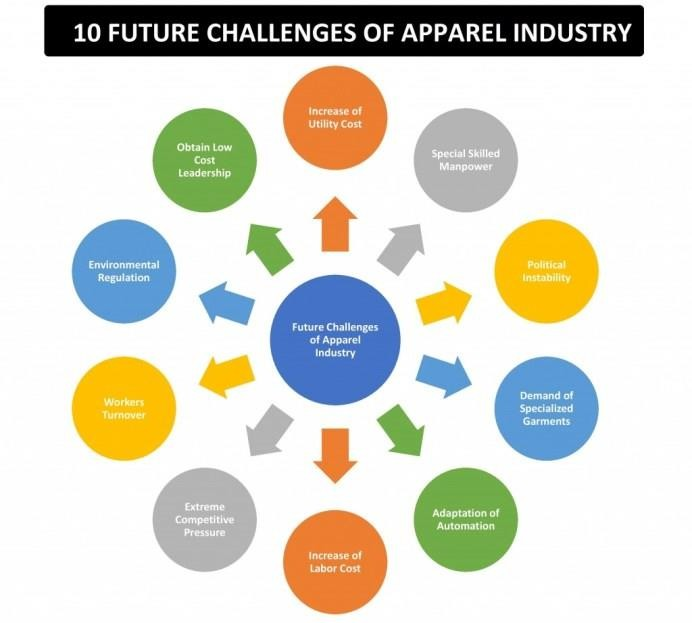 10 FUTURE CHALLENGES OF APPAREL INDUSTRY
Increase of
Utility Cost
Special Skilled
Manpower
Political
Instability
Demand of
Specialized
Garments
Adaptation of
Automation
Increase of
Labor Cost
Extreme
Competitive
Pressure
Workers
Turnover
Environmental
Regulation
Obtain Low
Cost
Leadership
Future Challenges
of Apparel
Industry